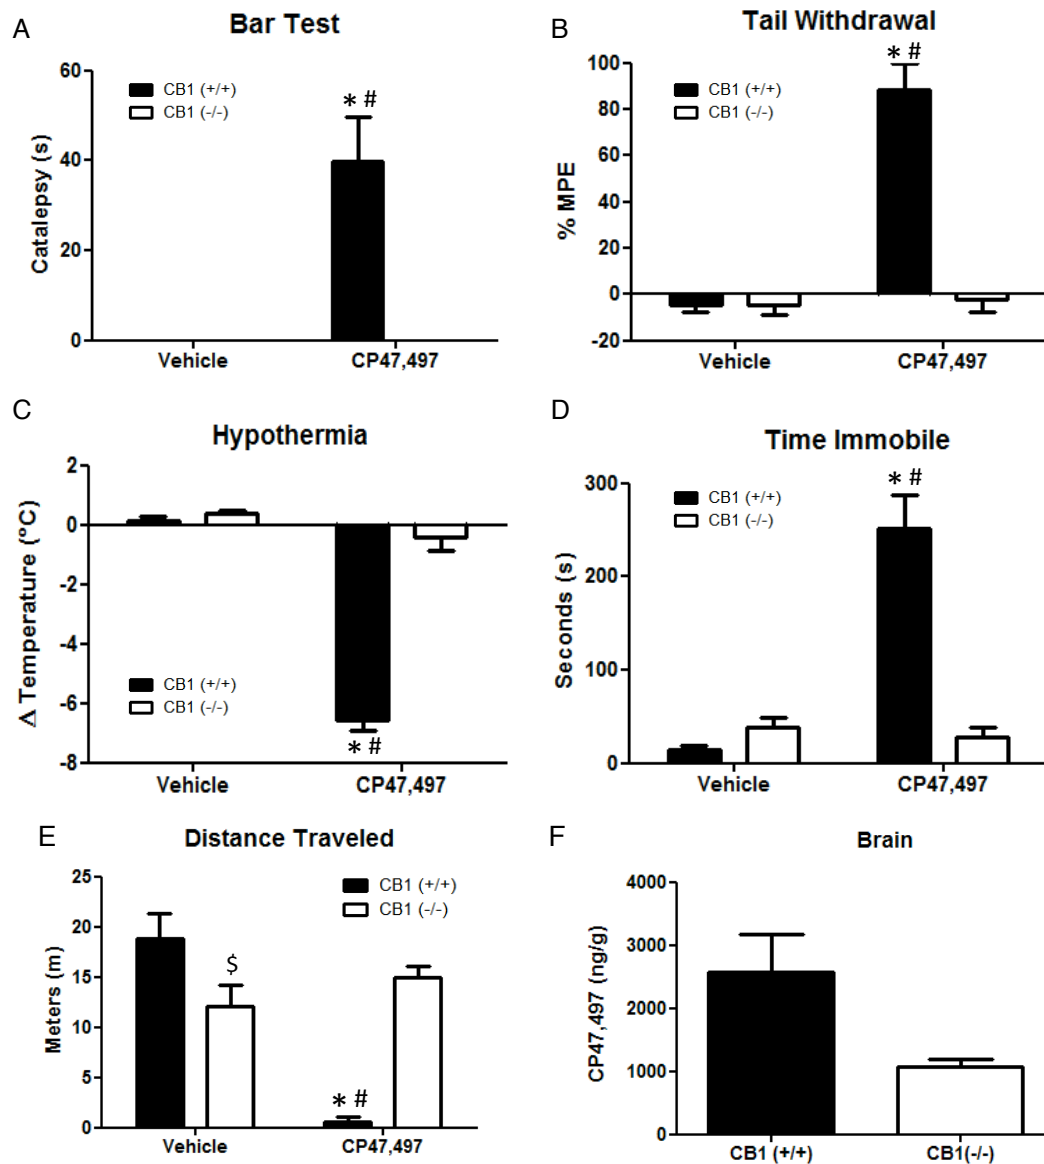 A
Bar Test
Catalepsy (s)
60
40
20
0
CB1 (+/+)
CB1 (-/-)
* #
Vehicle
CP47,497
B
Tail Withdrawal
% MPE
100
80
60
40
20
0
-20
CB1 (+/+)
CB1 (-/-)
* #
Vehicle
CP47,497
C
Hypothermia
Δ Temperature (°C)
2
0
-2
-4
-6
-8
CB1 (+/+)
CB1 (-/-)
* #
Vehicle
CP47,497
D
Time Immobile
Seconds (s)
300
200
100
0
CB1 (+/+)
CB1 (-/-)
* #
Vehicle
CP47,497
E
Distance Traveled
Meters (m)
25
20
15
10
5
0
CB1 (+/+)
CB1 (-/-)
$
* #
Vehicle
CP47,497
F
Brain
CP47,497 (ng/g)
4000
3000
2000
1000
0
CB1 (+/+)
CB1(-/-)